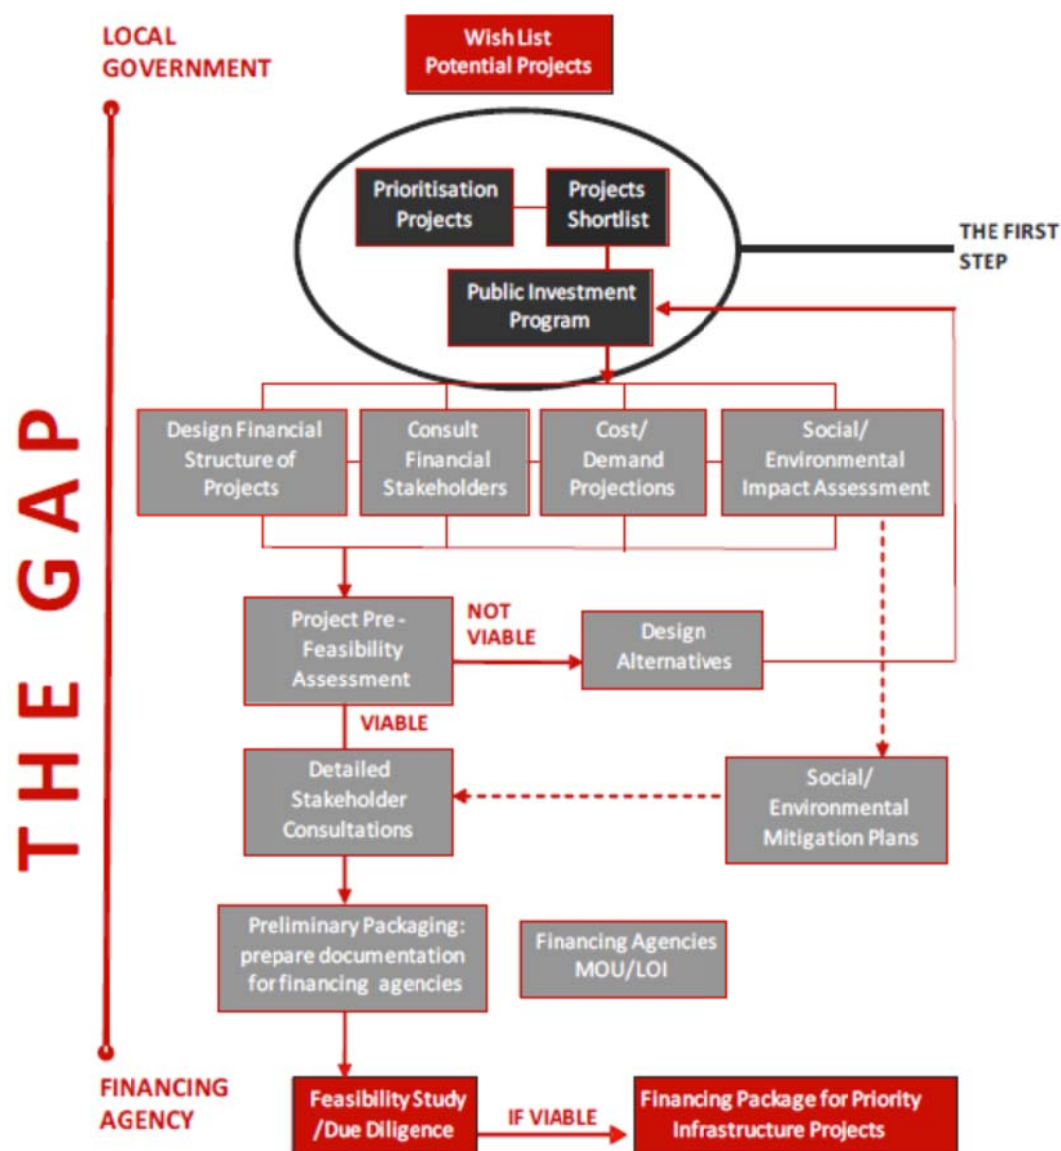 LOCAL
GOVERNMENT
Wish List
Potential Projects
Prioritisation
Projects
Projects
Shortlist
THE FIRST
STEP
Public Investment
Program
THE GAP
Design Financial
Structure of
Projects
Consult
Financial
Stakeholders
Cost/
Demand
Projections
Social/
Environmental
Impact Assessment
Project Pre -
Feasibility
Assessment
NOT
VIABLE
Design
Alternatives
VIABLE
Detailed
Stakeholder
Consultations
Social/
Environmental
Mitigation Plans
Preliminary Packaging:
prepare documentation
for financing agencies
Financing Agencies
MOU/LOI
FINANCING
AGENCY
Feasibility Study
/Due Diligence
IF VIABLE
Financing Package for Priority
Infrastructure Projects